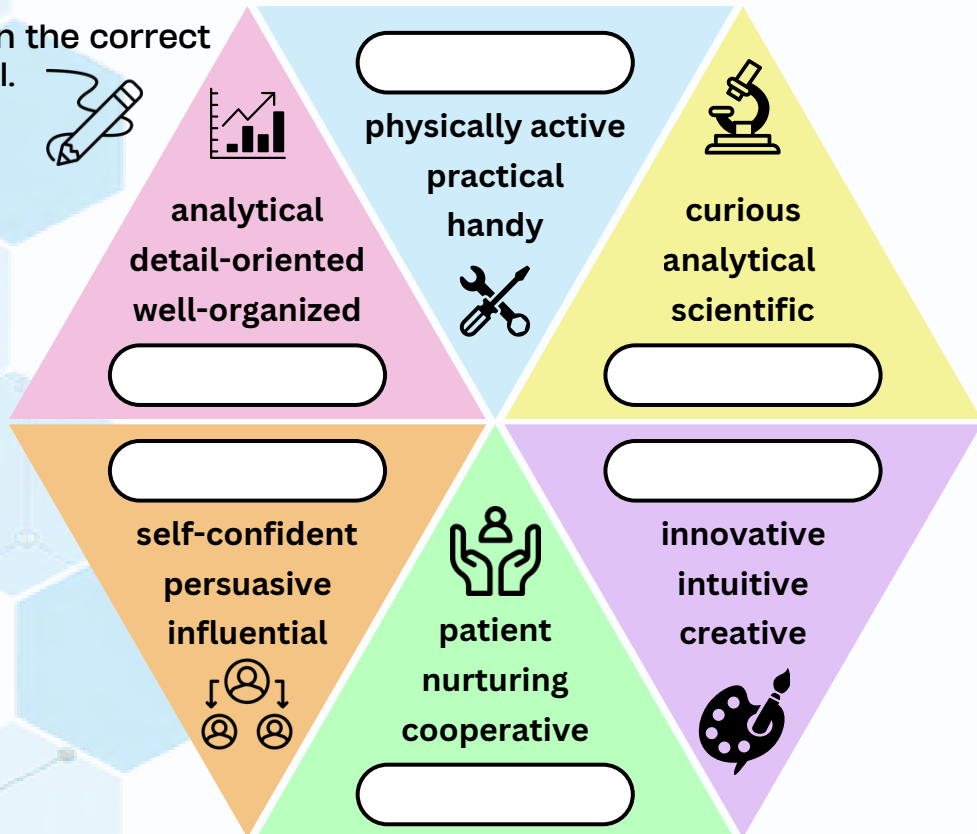 n the correct
l.
physically active
practical
handy
analytical
detail-oriented
well-organized
curious
analytical
scientific
self-confident
persuasive
influential
patient
nurturing
cooperative
innovative
intuitive
creative